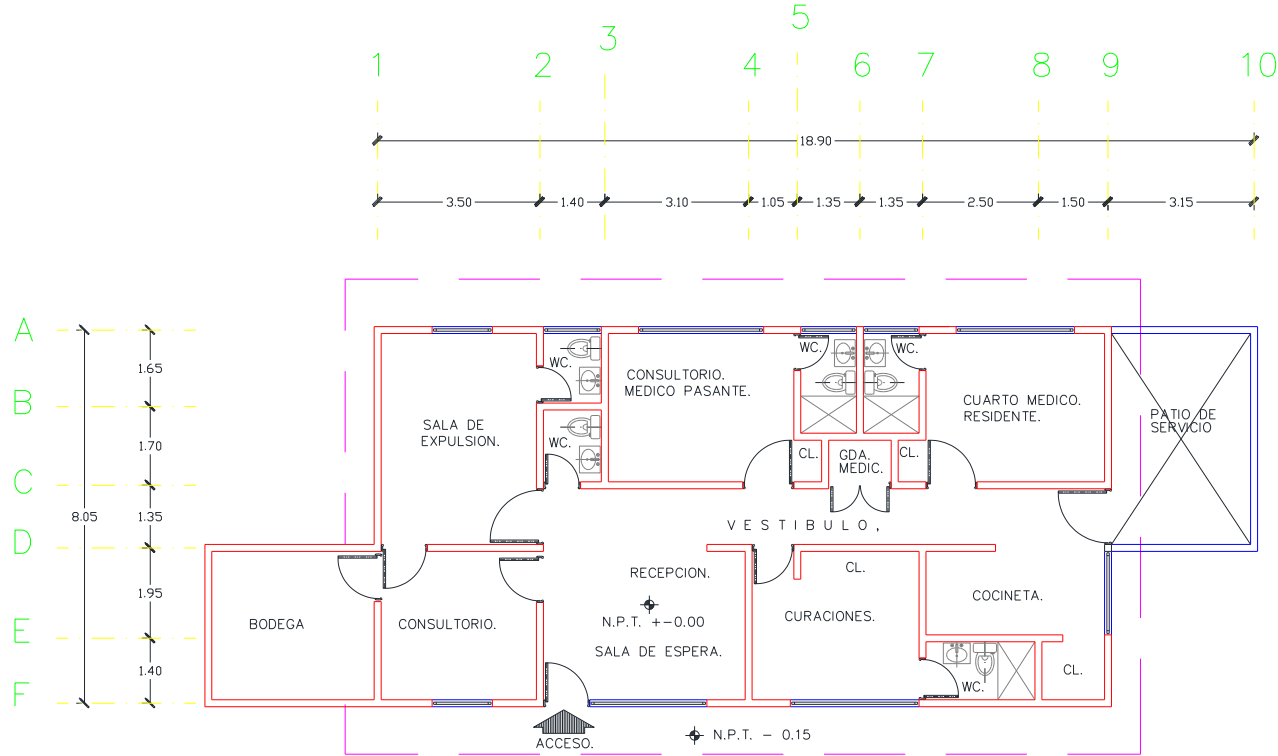 5
3
1 2 4 6 7 8 9 10
18.90
3.50 1.40 3.10 1.05 1.35 1.35 2.50 1.50 3.15
A
B
C
D
E
F
8.05
1.65
1.70
1.35
1.95
1.40
SALA DE
EXPULSION.
WC.
WC.
CONSULTORIO.
MEDICO PASANTE.
WC.
WC.
CL.
GDA.
MEDIC.
CL.
CUARTO MEDICO.
RESIDENTE.
PATIO DE
SERVICIO
VESTIBULO,
BODEGA
CONSULTORIO.
RECEPCION.
N.P.T. +-0.00
SALA DE ESPERA.
CL.
CURACIONES.
COCINETA.
WC.
CL.
ACCESO.
N.P.T. - 0.15